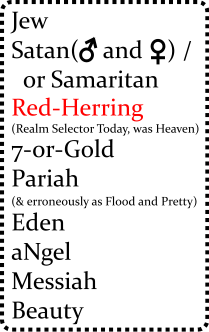 Jew
Satan(♂ and ♀) /
or Samaritan
Red-Herring
(Realm Selector Today, was Heaven)
7-or-Gold
Pariah
(& erroneously as Flood and Pretty)
Eden
aNgel
Messiah
Beauty